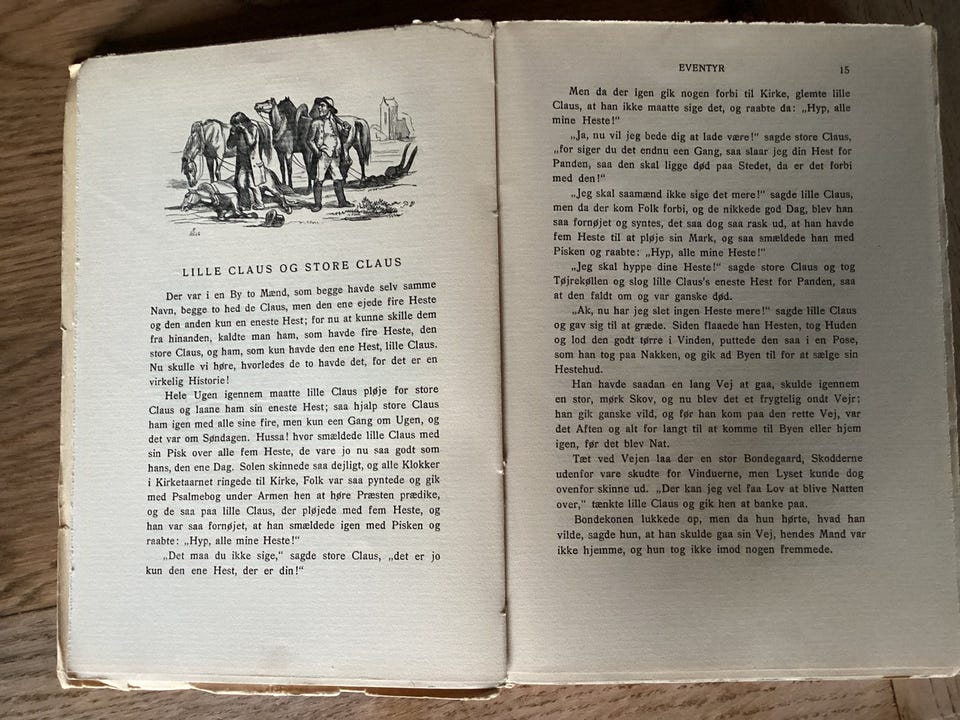 LILLE CLAUS OG STORE CLAUS
Der var i en By to Mænd, som begge havde selv samme
Navn, begge to hed de Claus, men den ene ejede fire Heste
og den anden kun en eneste Hest; for nu at kunne skille dem
fra hinanden, kaldte man ham, som havde fire Heste, den
store Claus, og ham, som kun havde den ene Hest, lille Claus.
Nu skulle vi høre, hvorledes de to havde det, for det er en
virkelig Historie!
Hele Ugen igennem maatte lille Claus pløje for store
Claus og laane ham sin eneste Hest; saa hjalp store Claus
ham igen med alle sine fire, men kun een Gang om Ugen, og
det var om Søndagen. Hussa! hvor smældede lille Claus med
sin Pisk over alle fem Heste, de vare jo nu saa godt som
hans, den ene Dag. Solen skinnede saa dejligt, og alle Klokker
i Kirketaarnet ringede til Kirke, Folk var saa pyntede og gik
med Psalmebog under Armen hen at høre Præsten prædike,
og de saa paa lille Claus, der pløjede med fem Heste, og
han var saa fornøjet, at han smældede igen med Pisken og
raabte: „Hyp, alle mine Heste!“
„Det maa du ikke sige,“ sagde store Claus, „det er jo
kun den ene Hest, der er din!“
EVENTYR 15
Men da der igen gik nogen forbi til Kirke, glemte lille
Claus, at han ikke maatte sige det, og raabte da: „Hyp, alle
mine Heste!“
„Ja, nu vil jeg bede dig at lade være!“ sagde store Claus,
„for siger du det endnu een Gang, saa slaar jeg din Hest for
Panden, saa den skal ligge død paa Stedet, da er det forbi
med den!“
„Jeg skal saamænd ikke sige det mere!“ sagde lille Claus,
men da der kom Folk forbi, og de nikkede god Dag, blev han
saa fornøjet og syntes, det saa dog saa rask ud, at han havde
fem Heste til at pløje sin Mark, og saa smældede han med
Pisken og raabte: „Hyp, alle mine Heste!“
„Jeg skal hyppe dine Heste!“ sagde store Claus og tog
Tøjrekøllen og slog lille Claus's eneste Hest for Panden, saa
at den faldt om og var ganske død.
„Ak, nu har jeg slet ingen Heste mere!“ sagde lille Claus
og gav sig til at græde. Siden flaaede han Hesten, tog Huden
og lod den godt tørre i Vinden, puttede den saa i en Pose,
som han tog paa Nakken, og gik ad Byen til for at sælge sin
Hestehud.
Han havde saadan en lang Vej at gaa, skulde igennem
en stor, mørk Skov, og nu blev det et frygtelig ondt Vejr;
han gik ganske vild, og før han kom paa den rette Vej, var
det Aften og alt for langt til at komme til Byen eller hjem
igen, før det blev Nat.
Tæt ved Vejen laa der en stor Bondegaard, Skodderne
udenfor vare skudte for Vinduerne, men Lyset kunde dog
ovenfor skinne ud. „Der kan jeg vel faa Lov at blive Natten
over,“ tænkte lille Claus og gik hen at banke paa.
Bondekonen lukkede op, men da hun hørte, hvad han
vilde, sagde hun, at han skulde gaa sin Vej, hendes Mand var
ikke hjemme, og hun tog ikke imod nogen fremmede.